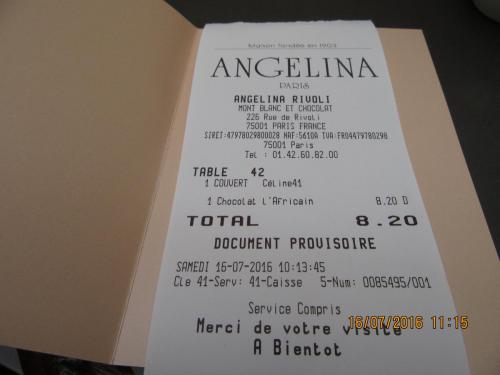 Maison fondée en 1903
ANGELINA
PARIS
ANGELINA RIVOLI
MONT BLANC ET CHOCOLAT
226 Rue de Rivoli
75001 PARIS FRANCE
SIRET:47978029800028 NAF:5610A TVA:FR04479780298
75001 Paris
Tel : 01.42.60.82.00
TABLE 42
1 COUVERT Céline41
1 Chocolat l'Africain 8.20 D
TOTAL 8.20
DOCUMENT PROVISOIRE
SAMEDI 16-07-2016 10:13:45
Cle 41-Serv: 41-Caisse 5-Num: 0085495/001
Service Compris
Merci de votre visite
16/07/2016 11:15
A Bientot